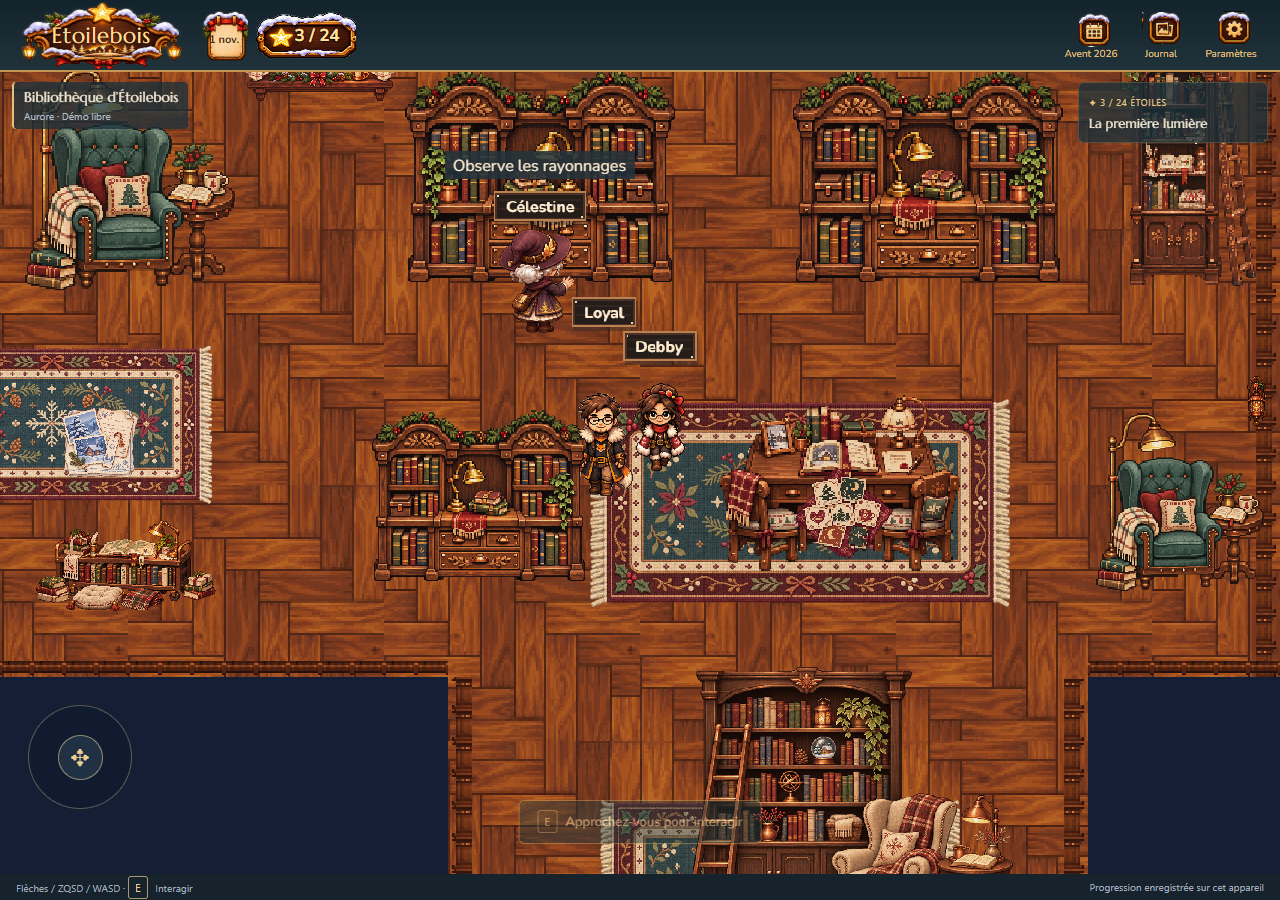 Étoilebois
1 nov.
3 / 24
Avent 2026
Journal
Paramètres
Bibliothèque d'Étoilebois
Aurore · Démo libre
3 / 24 ÉTOILES
La première lumière
Observe les rayonnages
Célestine
Loyal
Debby
E Approchez-vous pour interagir
Flèches / ZQSD / WASD · E Interagir
Progression enregistrée sur cet appareil